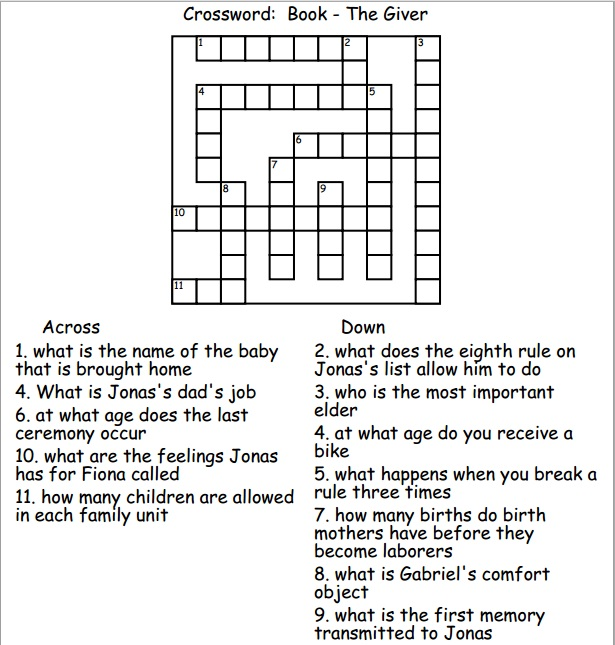 Crossword: Book - The Giver
1 2 3
4 5
6
7
8 9
10
11
Across
1. what is the name of the baby
that is brought home
4. What is Jonas's dad's job
6. at what age does the last
ceremony occur
10. what are the feelings Jonas
has for Fiona called
11. how many children are allowed
in each family unit
Down
2. what does the eighth rule on
Jonas's list allow him to do
3. who is the most important
elder
4. at what age do you receive a
bike
5. what happens when you break a
rule three times
7. how many births do birth
mothers have before they
become laborers
8. what is Gabriel's comfort
object
9. what is the first memory
transmitted to Jonas